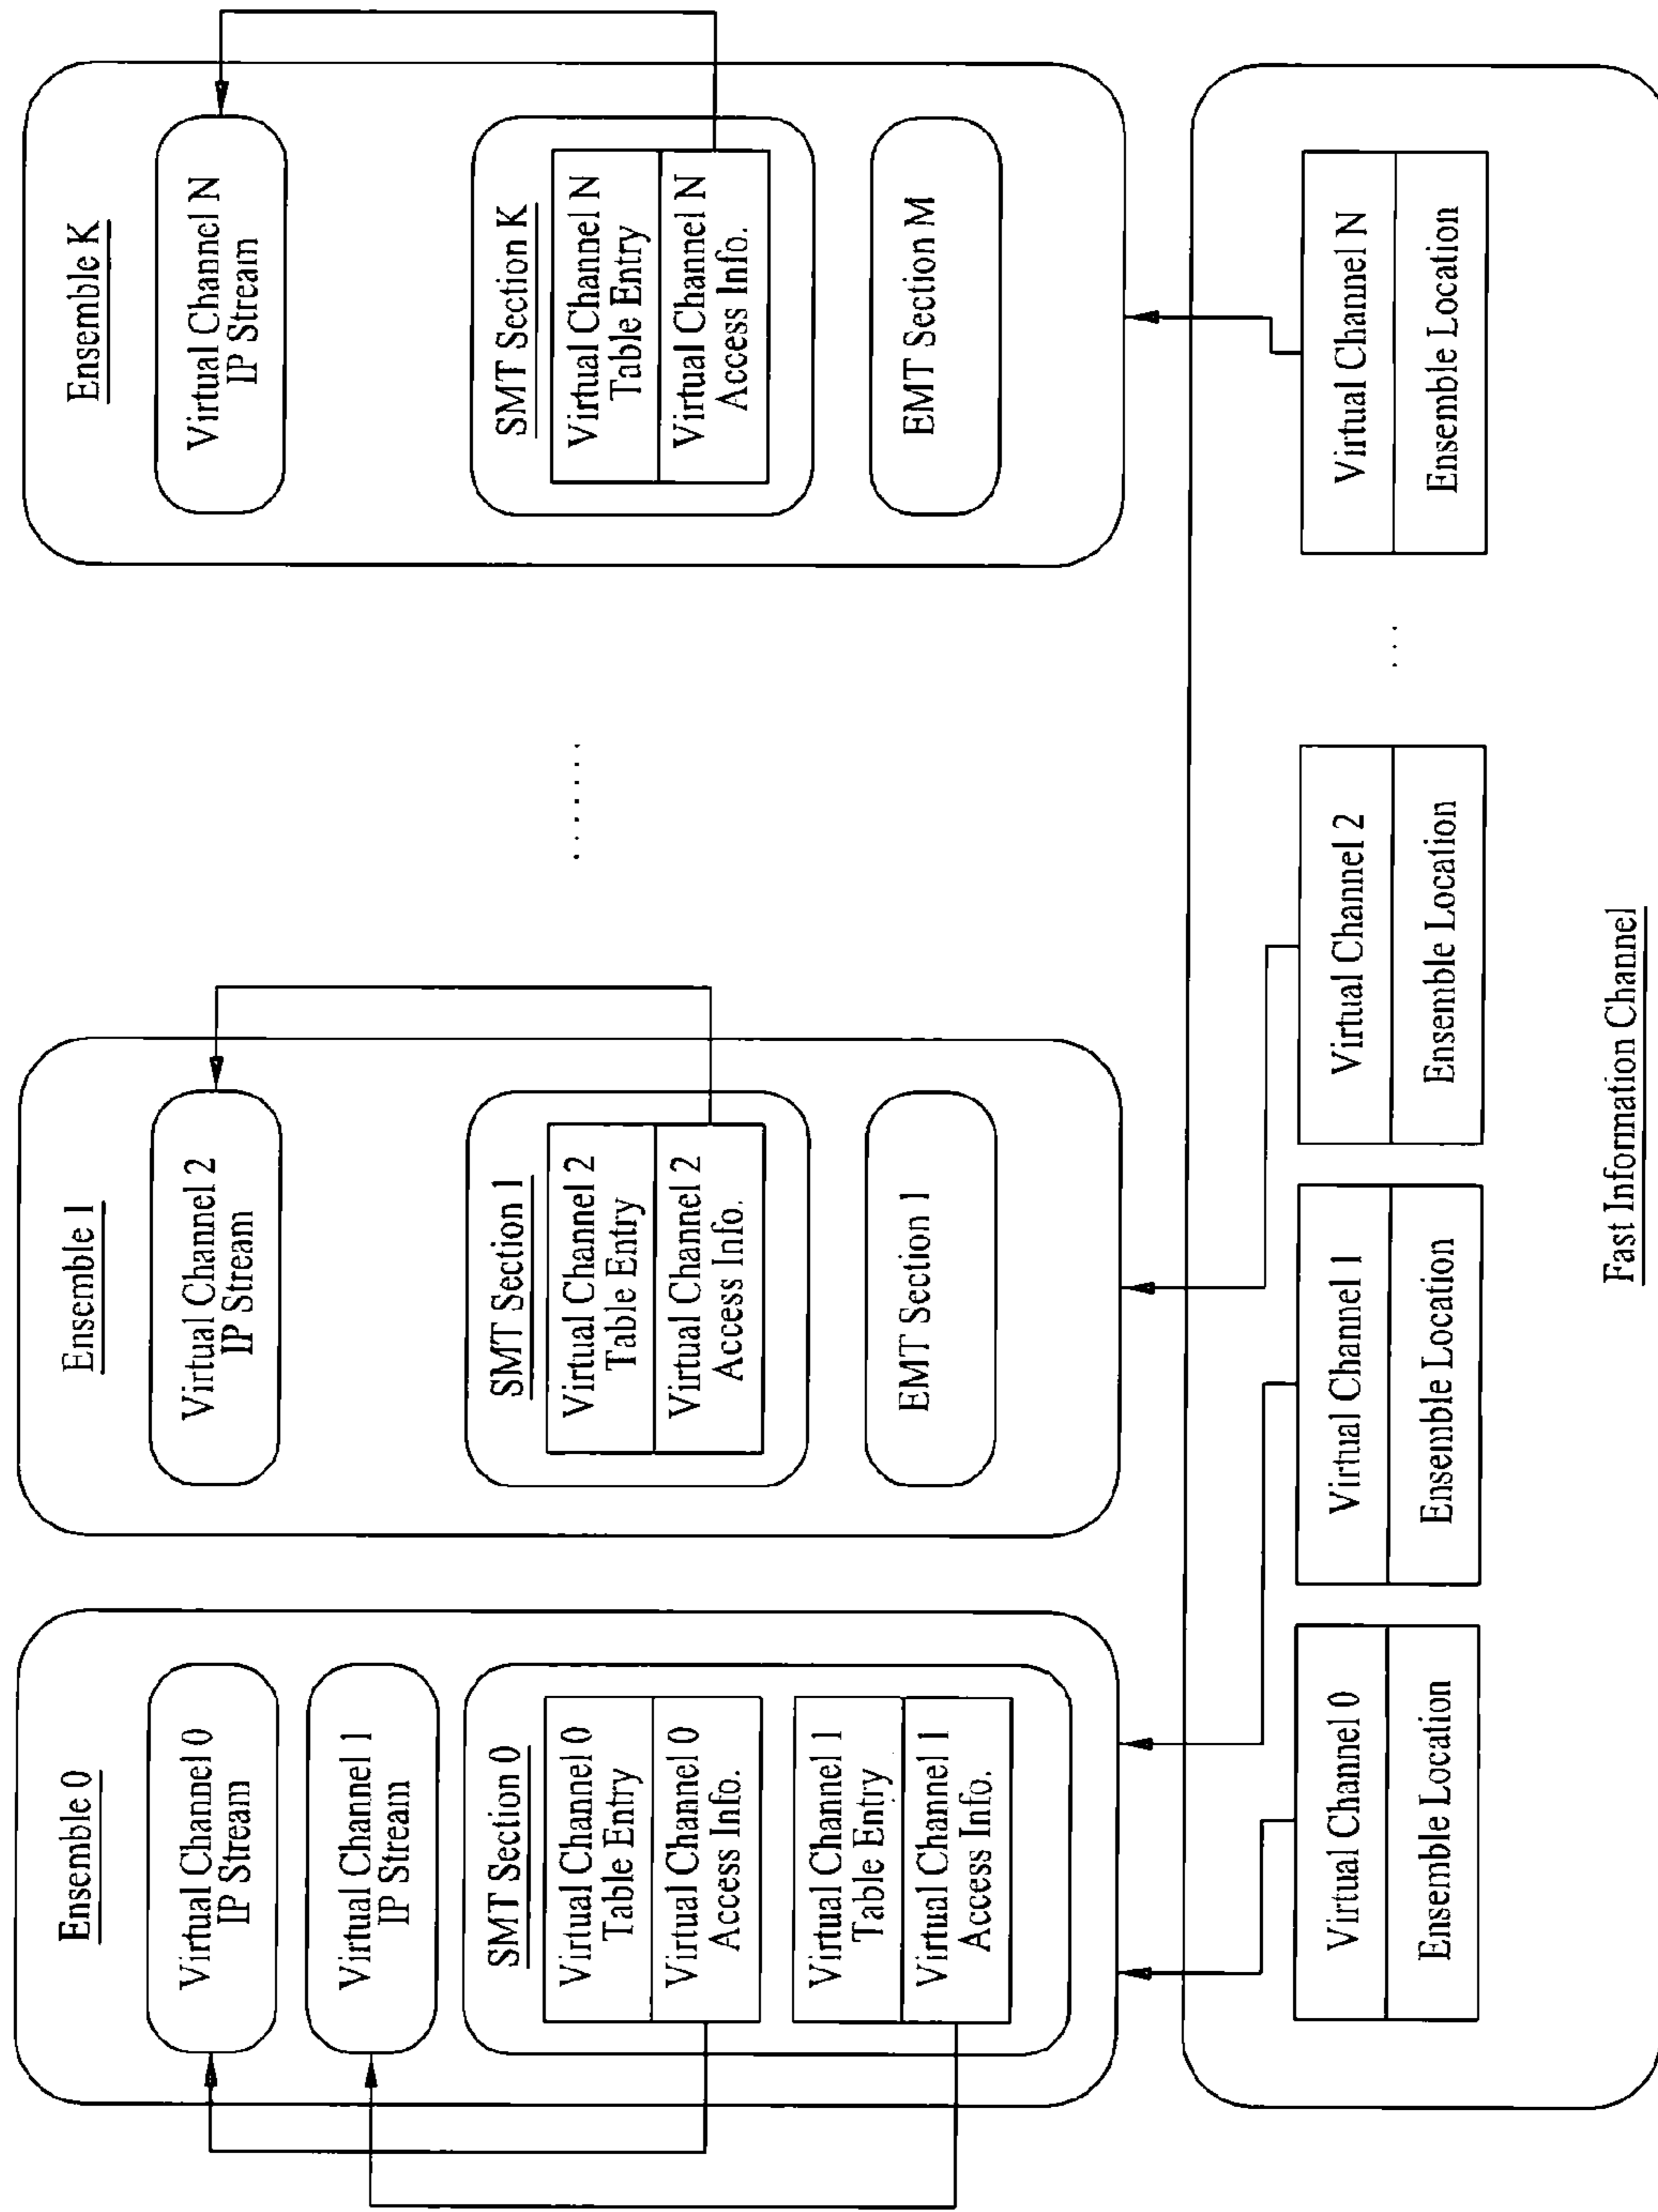 Ensemble 0
Virtual Channel 0
IP Stream
Virtual Channel 1
IP Stream
SMT Section 0
Virtual Channel 0
Table Entry
Virtual Channel 0
Access Info.
Virtual Channel 1
Table Entry
Virtual Channel 1
Access Info.
Ensemble 1
Virtual Channel 2
IP Stream
SMT Section 1
Virtual Channel 2
Table Entry
Virtual Channel 2
Access Info.
EMT Section 1
......
Ensemble K
Virtual Channel N
IP Stream
SMT Section K
Virtual Channel N
Table Entry
Virtual Channel N
Access Info.
EMT Section M
Virtual Channel 0
Ensemble Location
Virtual Channel 1
Ensemble Location
Virtual Channel 2
Ensemble Location
...
Virtual Channel N
Ensemble Location
Fast Information Channel